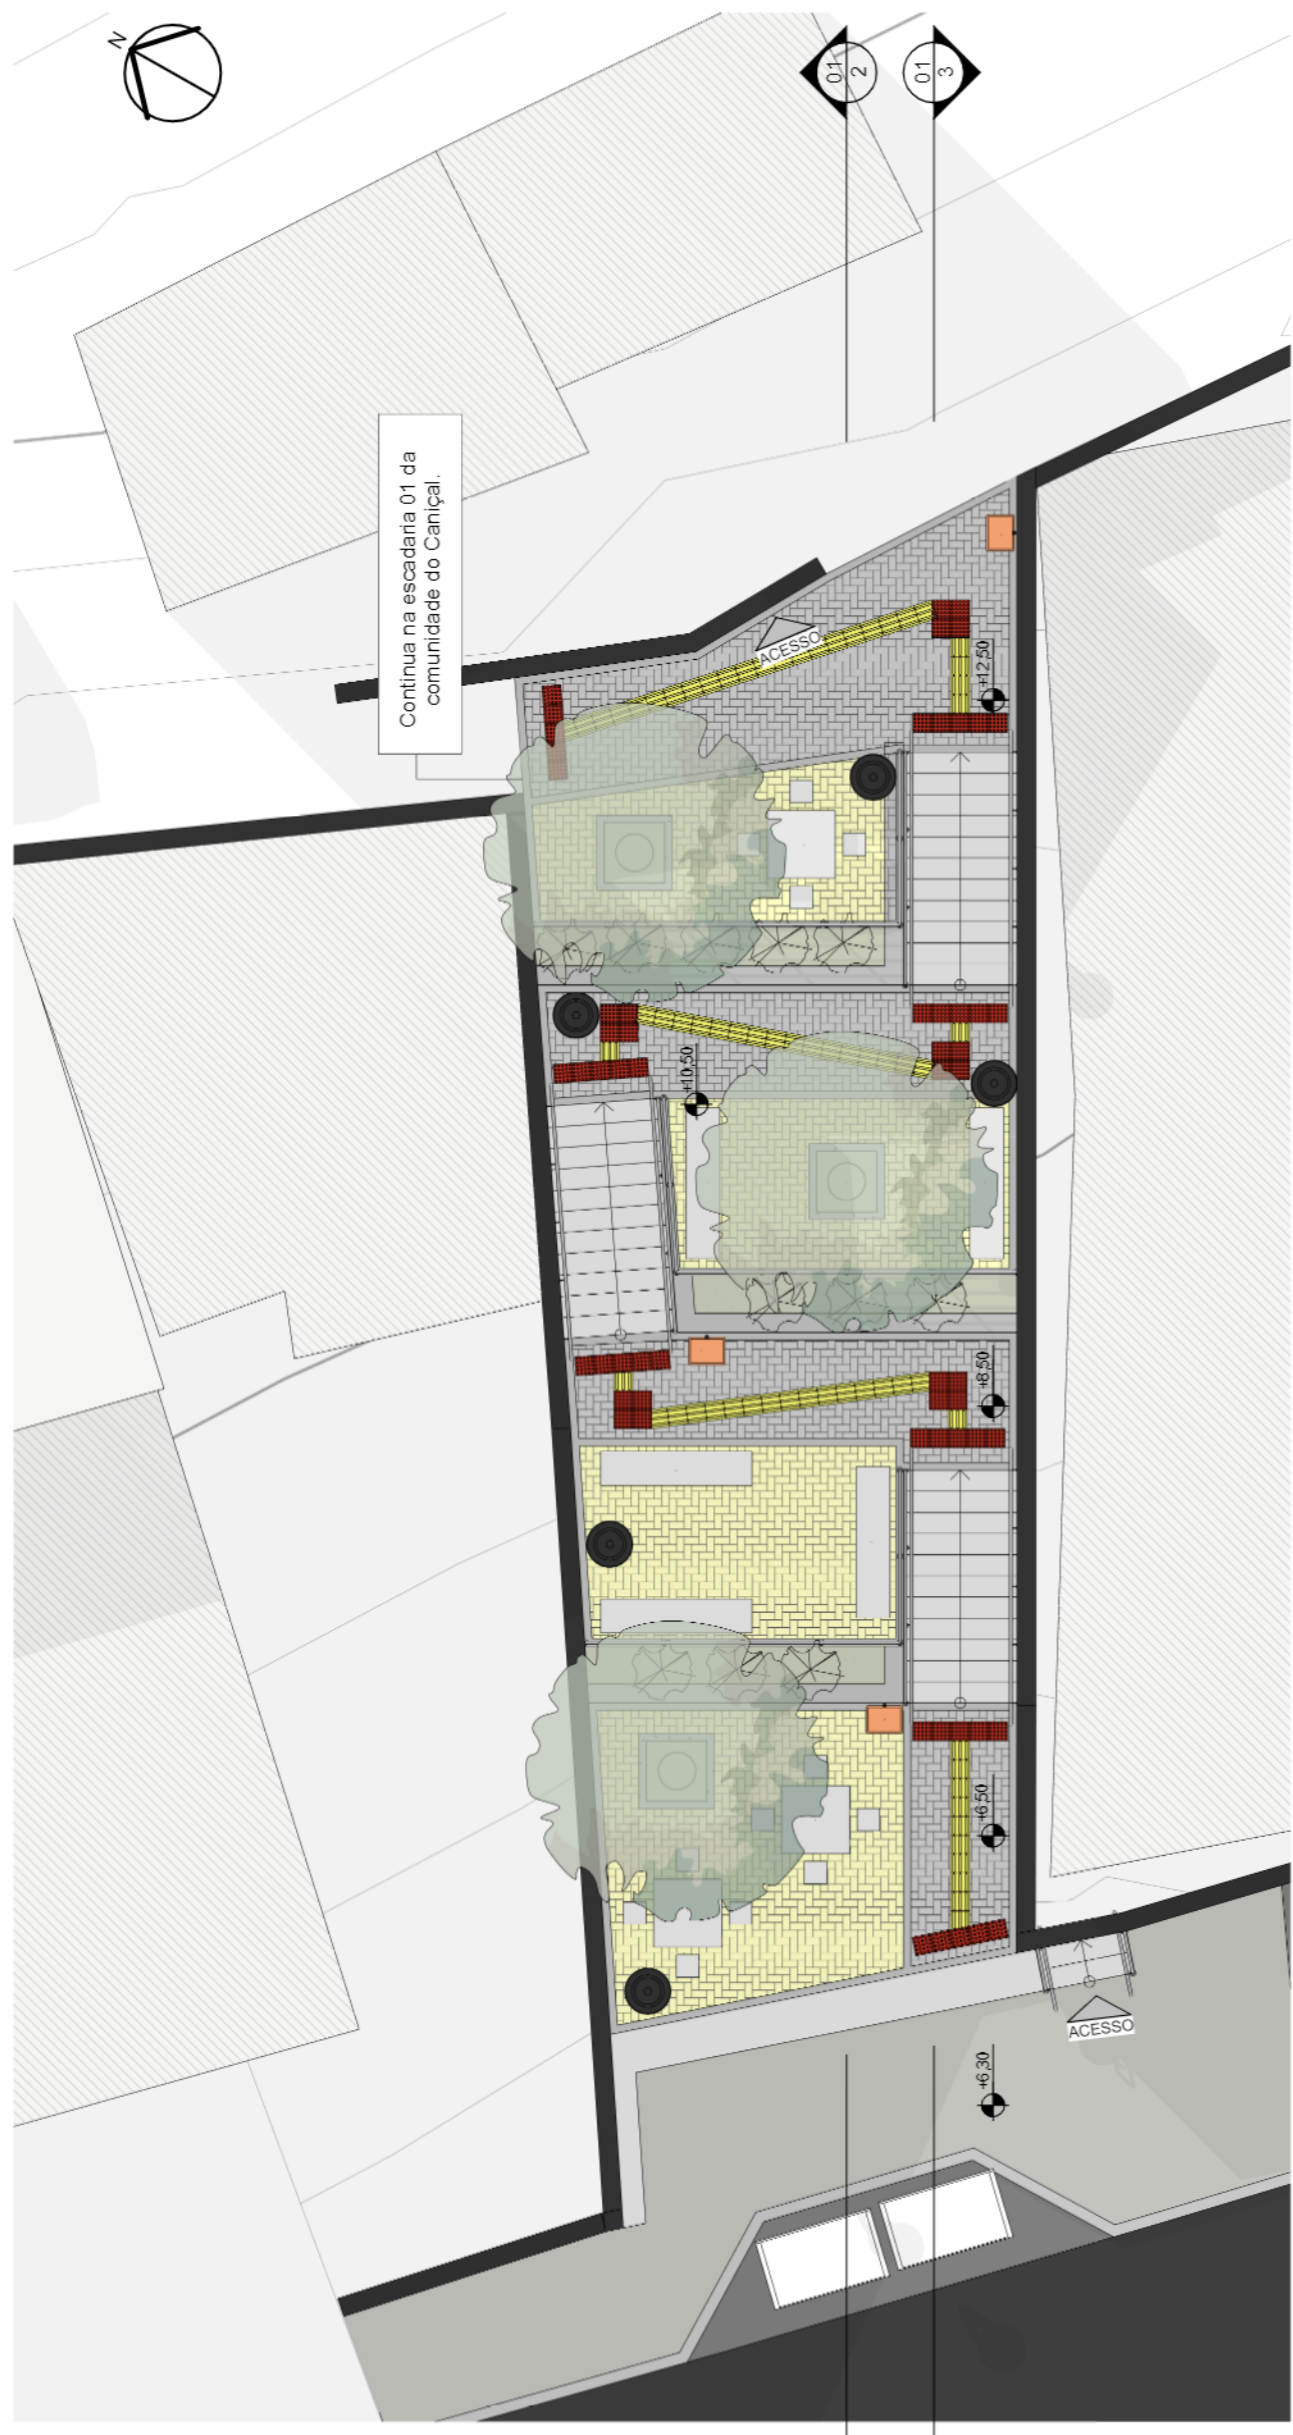 N
01
2
01
3
Continua na escadaria 01 da
comunidade do Caniçal.
ACESSO
+12,50
+10,50
+8,50
+6,50
ACESSO
+6,30